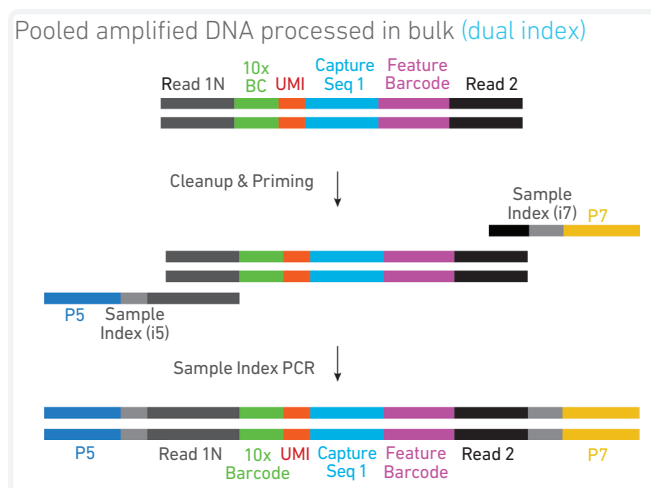 Pooled amplified DNA processed in bulk (dual index)
Read 1N
10x
BC
UMI
Capture
Seq 1
Feature
Barcode
Read 2
Cleanup & Priming
Sample
Index (i7)
P7
P5
Sample
Index (i5)
Sample Index PCR
P5
Read 1N
10x
Barcode
UMI
Capture
Seq 1
Feature
Barcode
Read 2
P7